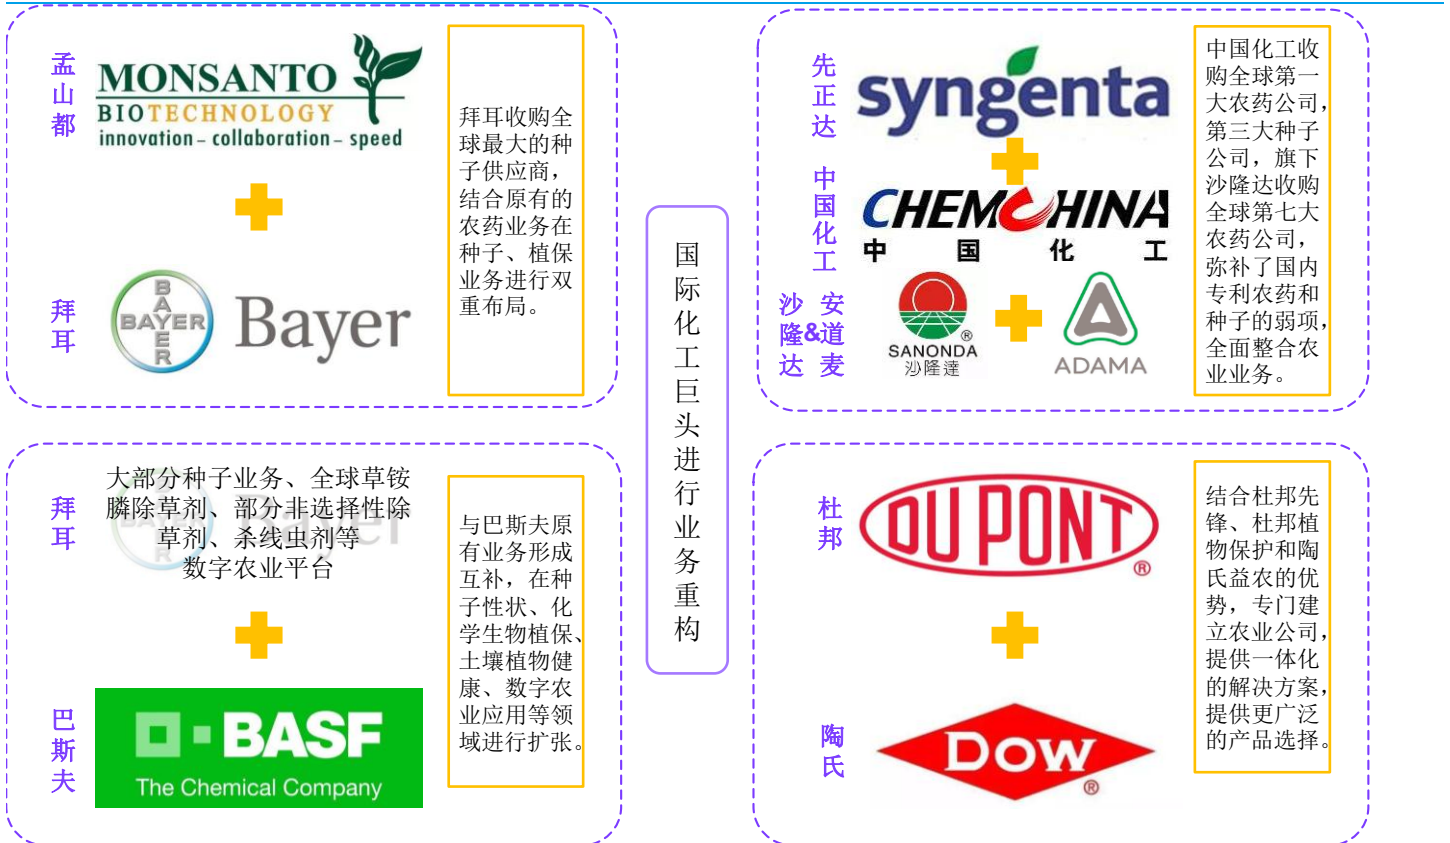 孟
山
都
MONSANTO
BIOTECHNOLOGY
innovation – collaboration – speed
拜
耳
BAYER
BAYER
Bayer
拜耳收购全
球最大的种
子供应商，
结合原有的
农药业务在
种子、植保
业务进行双
重布局。
国
际
化
工
巨
头
进
行
业
务
重
构
先
正
达
syngenta
中
国
化
工
CHEMCHINA
中国化工
沙
隆
达
&
安
道
麦
SANONDA
®
沙隆達
ADAMA
中国化工收
购全球第一
大农药公司，
第三大种子
公司，旗下
沙隆达收购
全球第七大
农药公司，
弥补了国内
专利农药和
种子的弱项，
全面整合农
业业务。
拜
耳
大部分种子业务、全球草铵
膦除草剂、部分非选择性除
草剂、杀线虫剂等
数字农业平台
BAYER
BAYER
Bayer
巴
斯
夫
BASF
The Chemical Company
与巴斯夫原
有业务形成
互补，在种
子性状、化
学生物植保、
土壤植物健
康、数字农
业应用等领
域进行扩张。
杜
邦
DUPONT
®
陶
氏
DOW
®
结合杜邦先
锋、杜邦植
物保护和陶
氏益农的优
势，专门建
立农业公司，
提供一体化
的解决方案，
提供更广泛
的产品选择。